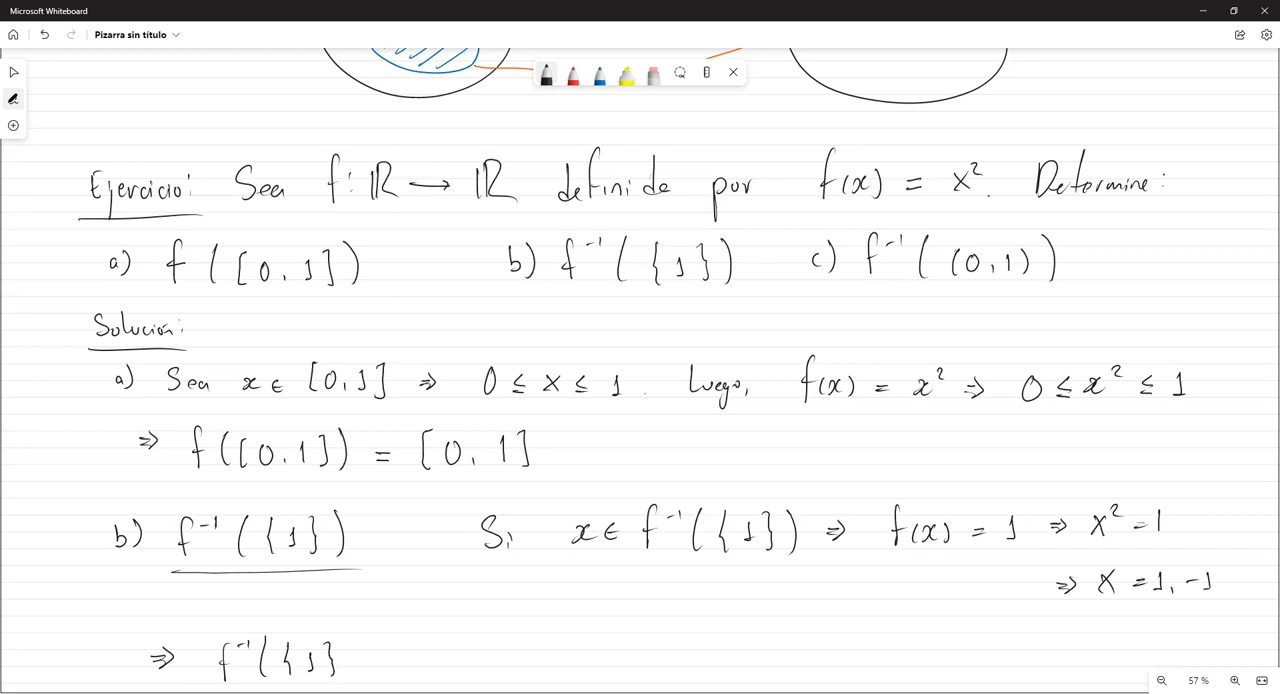 Microsoft Whiteboard
Pizarra sin título
Ejercicio: Sea f: ℝ → ℝ definida por f(x) = x². Determine:
a) f([0,1]) b) f⁻¹({1}) c) f⁻¹((0,1))
Solución:
a) Sea x ∈ [0,1] ⇒ 0 ≤ x ≤ 1. Luego, f(x) = x² ⇒ 0 ≤ x² ≤ 1
⇒ f([0,1]) = [0,1]
b) f⁻¹({1}) Si x ∈ f⁻¹({1}) ⇒ f(x) = 1 ⇒ x² = 1
⇒ x = 1, -1
⇒ f⁻¹({1}
57 %